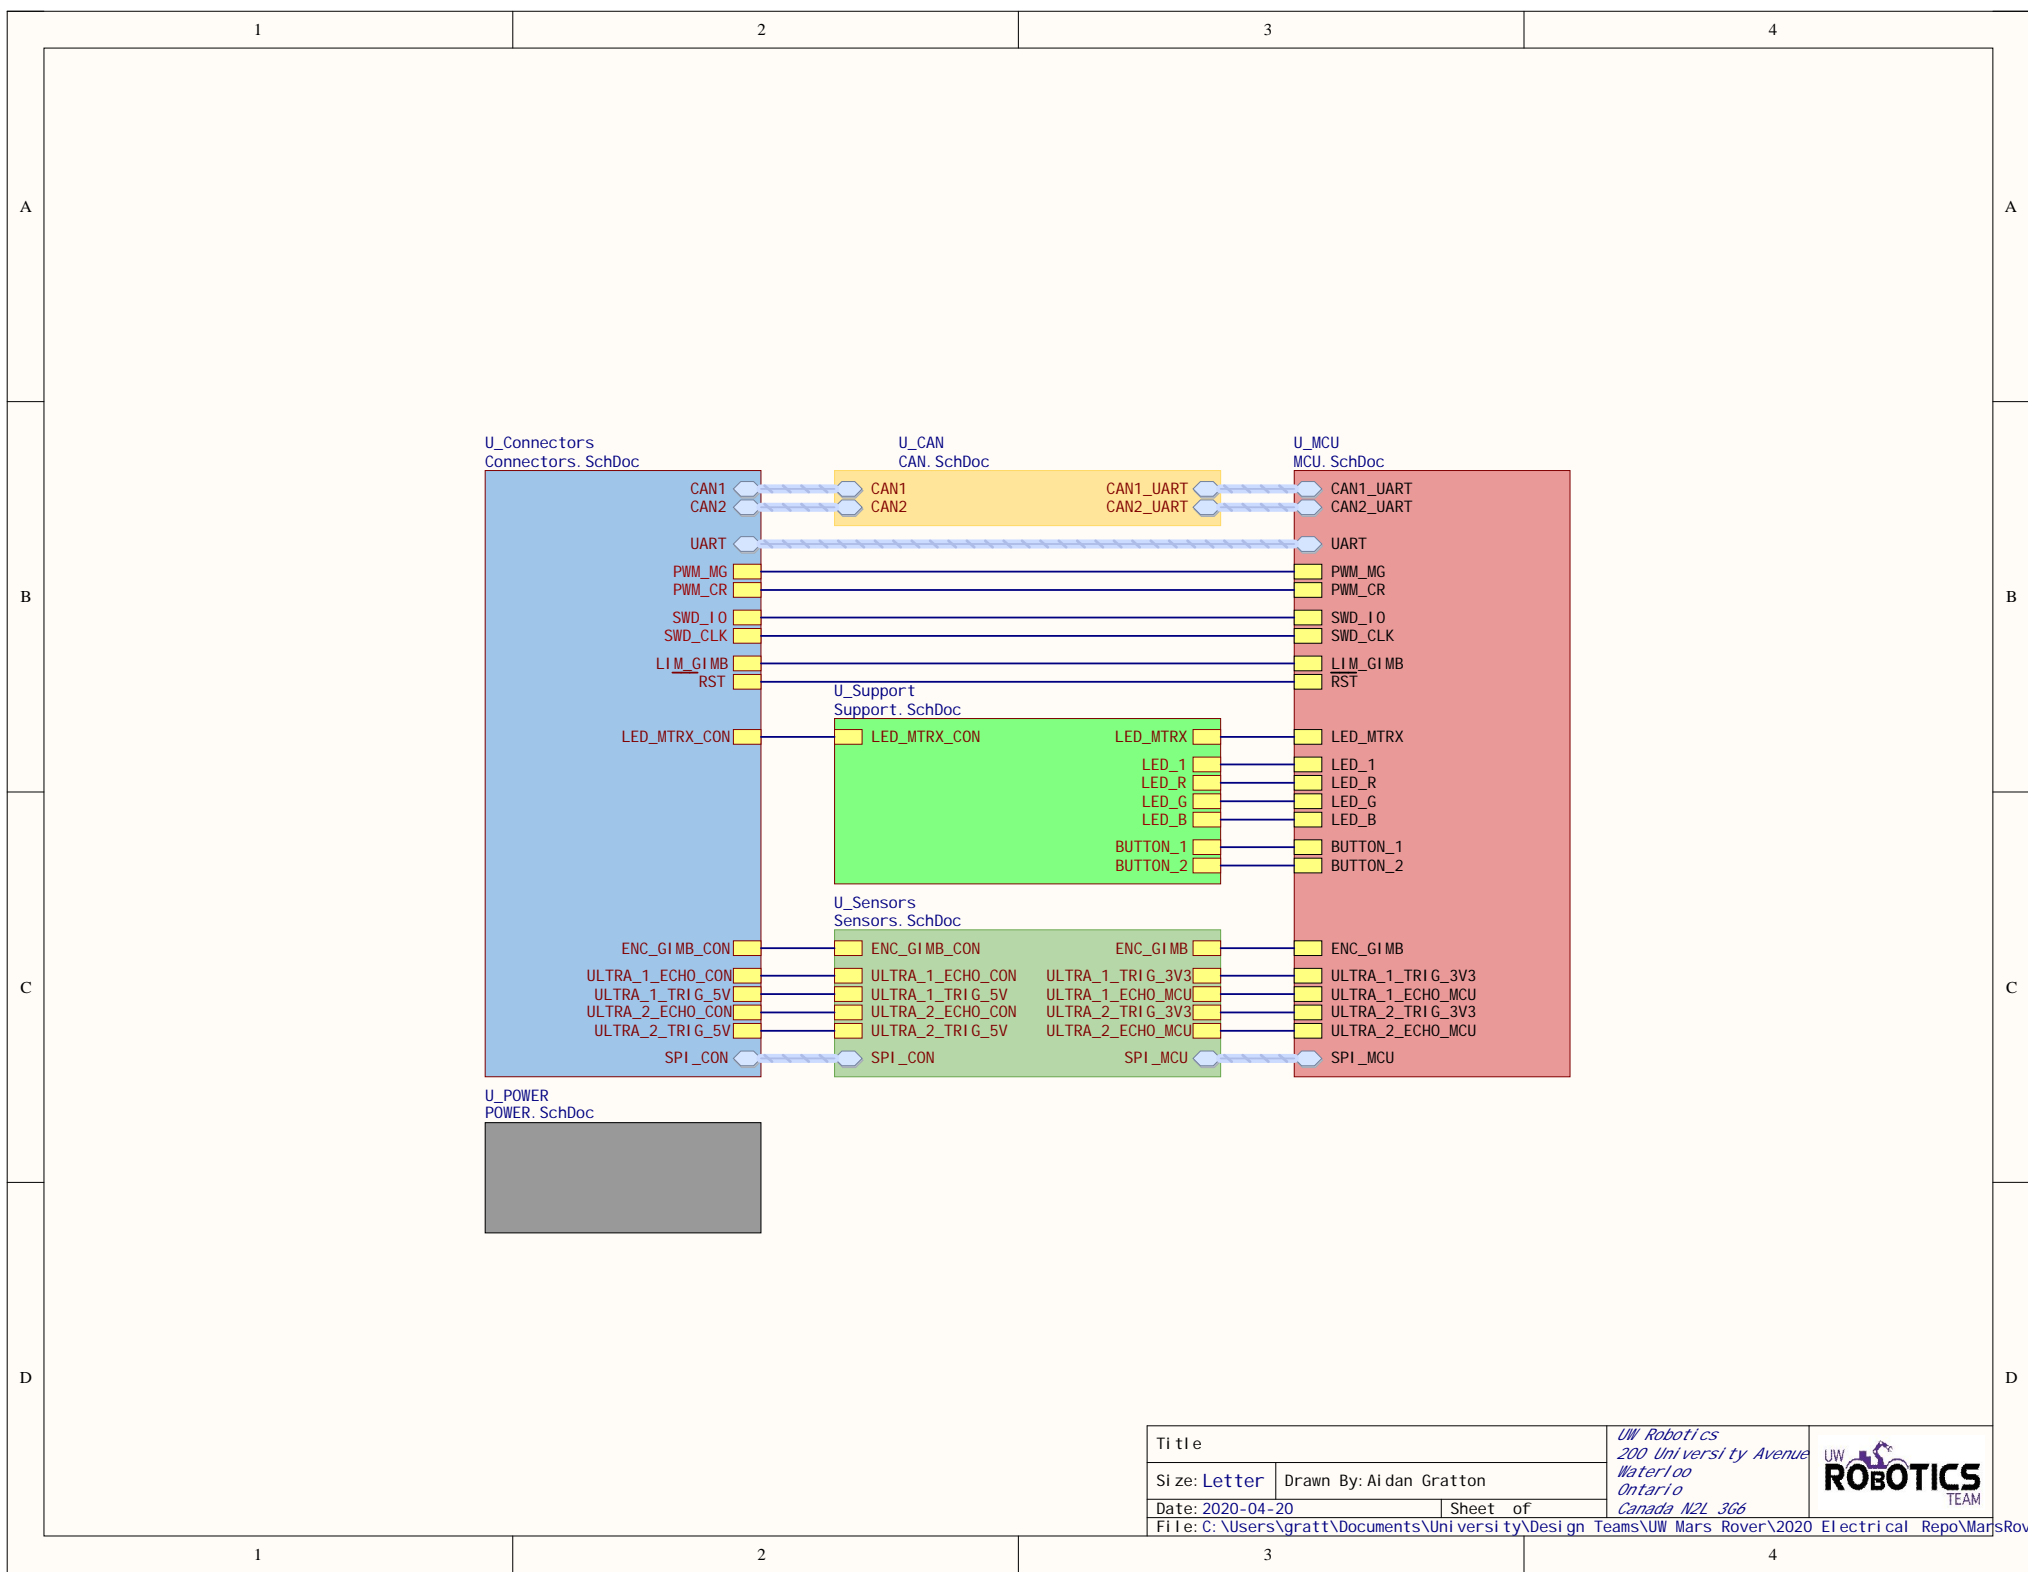 1 2 3 4
A A
B B
C C
D D
U_Connectors
Connectors.SchDoc
CAN1
CAN2
UART
PWM_MG
PWM_CR
SWD_IO
SWD_CLK
LIM_GIMB
RST
LED_MTRX_CON
ENC_GIMB_CON
ULTRA_1_ECHO_CON
ULTRA_1_TRIG_5V
ULTRA_2_ECHO_CON
ULTRA_2_TRIG_5V
SPI_CON
U_CAN
CAN.SchDoc
CAN1 CAN1_UART
CAN2 CAN2_UART
U_Support
Support.SchDoc
LED_MTRX_CON LED_MTRX
LED_1
LED_R
LED_G
LED_B
BUTTON_1
BUTTON_2
U_Sensors
Sensors.SchDoc
ENC_GIMB_CON ENC_GIMB
ULTRA_1_ECHO_CON ULTRA_1_TRIG_3V3
ULTRA_1_TRIG_5V ULTRA_1_ECHO_MCU
ULTRA_2_ECHO_CON ULTRA_2_TRIG_3V3
ULTRA_2_TRIG_5V ULTRA_2_ECHO_MCU
SPI_CON SPI_MCU
U_MCU
MCU.SchDoc
CAN1_UART
CAN2_UART
UART
PWM_MG
PWM_CR
SWD_IO
SWD_CLK
LIM_GIMB
RST
LED_MTRX
LED_1
LED_R
LED_G
LED_B
BUTTON_1
BUTTON_2
ENC_GIMB
ULTRA_1_TRIG_3V3
ULTRA_1_ECHO_MCU
ULTRA_2_TRIG_3V3
ULTRA_2_ECHO_MCU
SPI_MCU
U_POWER
POWER.SchDoc
Title
Size: Letter Drawn By: Aidan Gratton
Date: 2020-04-20 Sheet of
File: C:\Users\gratt\Documents\University\Design Teams\UW Mars Rover\2020 Electrical Repo\MarsRov
UW Robotics
200 University Avenue
Waterloo
Ontario
Canada N2L 3G6
UW
ROBOTICS
TEAM
1 2 3 4